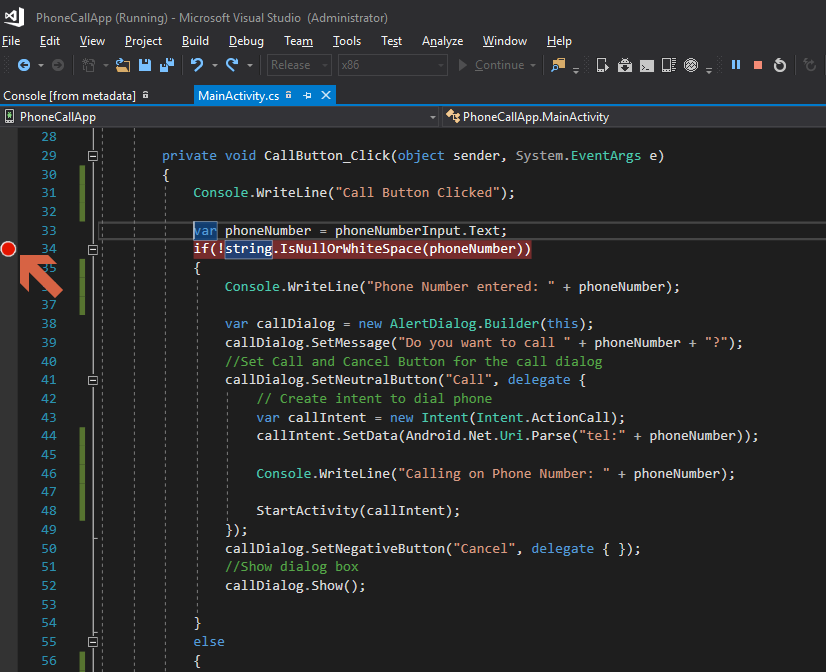 PhoneCallApp (Running) - Microsoft Visual Studio (Administrator)
File Edit View Project Build Debug Team Tools Test Analyze Window Help
Release x86 Continue
Console [from metadata] MainActivity.cs
PhoneCallApp PhoneCallApp.MainActivity
28
29 private void CallButton_Click(object sender, System.EventArgs e)
30 {
31 Console.WriteLine("Call Button Clicked");
32
33 var phoneNumber = phoneNumberInput.Text;
34 if(!string.IsNullOrWhiteSpace(phoneNumber))
35 {
Console.WriteLine("Phone Number entered: " + phoneNumber);
37
38 var callDialog = new AlertDialog.Builder(this);
39 callDialog.SetMessage("Do you want to call " + phoneNumber + "?");
40 //Set Call and Cancel Button for the call dialog
41 callDialog.SetNeutralButton("Call", delegate {
42 // Create intent to dial phone
43 var callIntent = new Intent(Intent.ActionCall);
44 callIntent.SetData(Android.Net.Uri.Parse("tel:" + phoneNumber));
45
46 Console.WriteLine("Calling on Phone Number: " + phoneNumber);
47
48 StartActivity(callIntent);
49 });
50 callDialog.SetNegativeButton("Cancel", delegate { });
51 //Show dialog box
52 callDialog.Show();
53
54 }
55 else
56 {